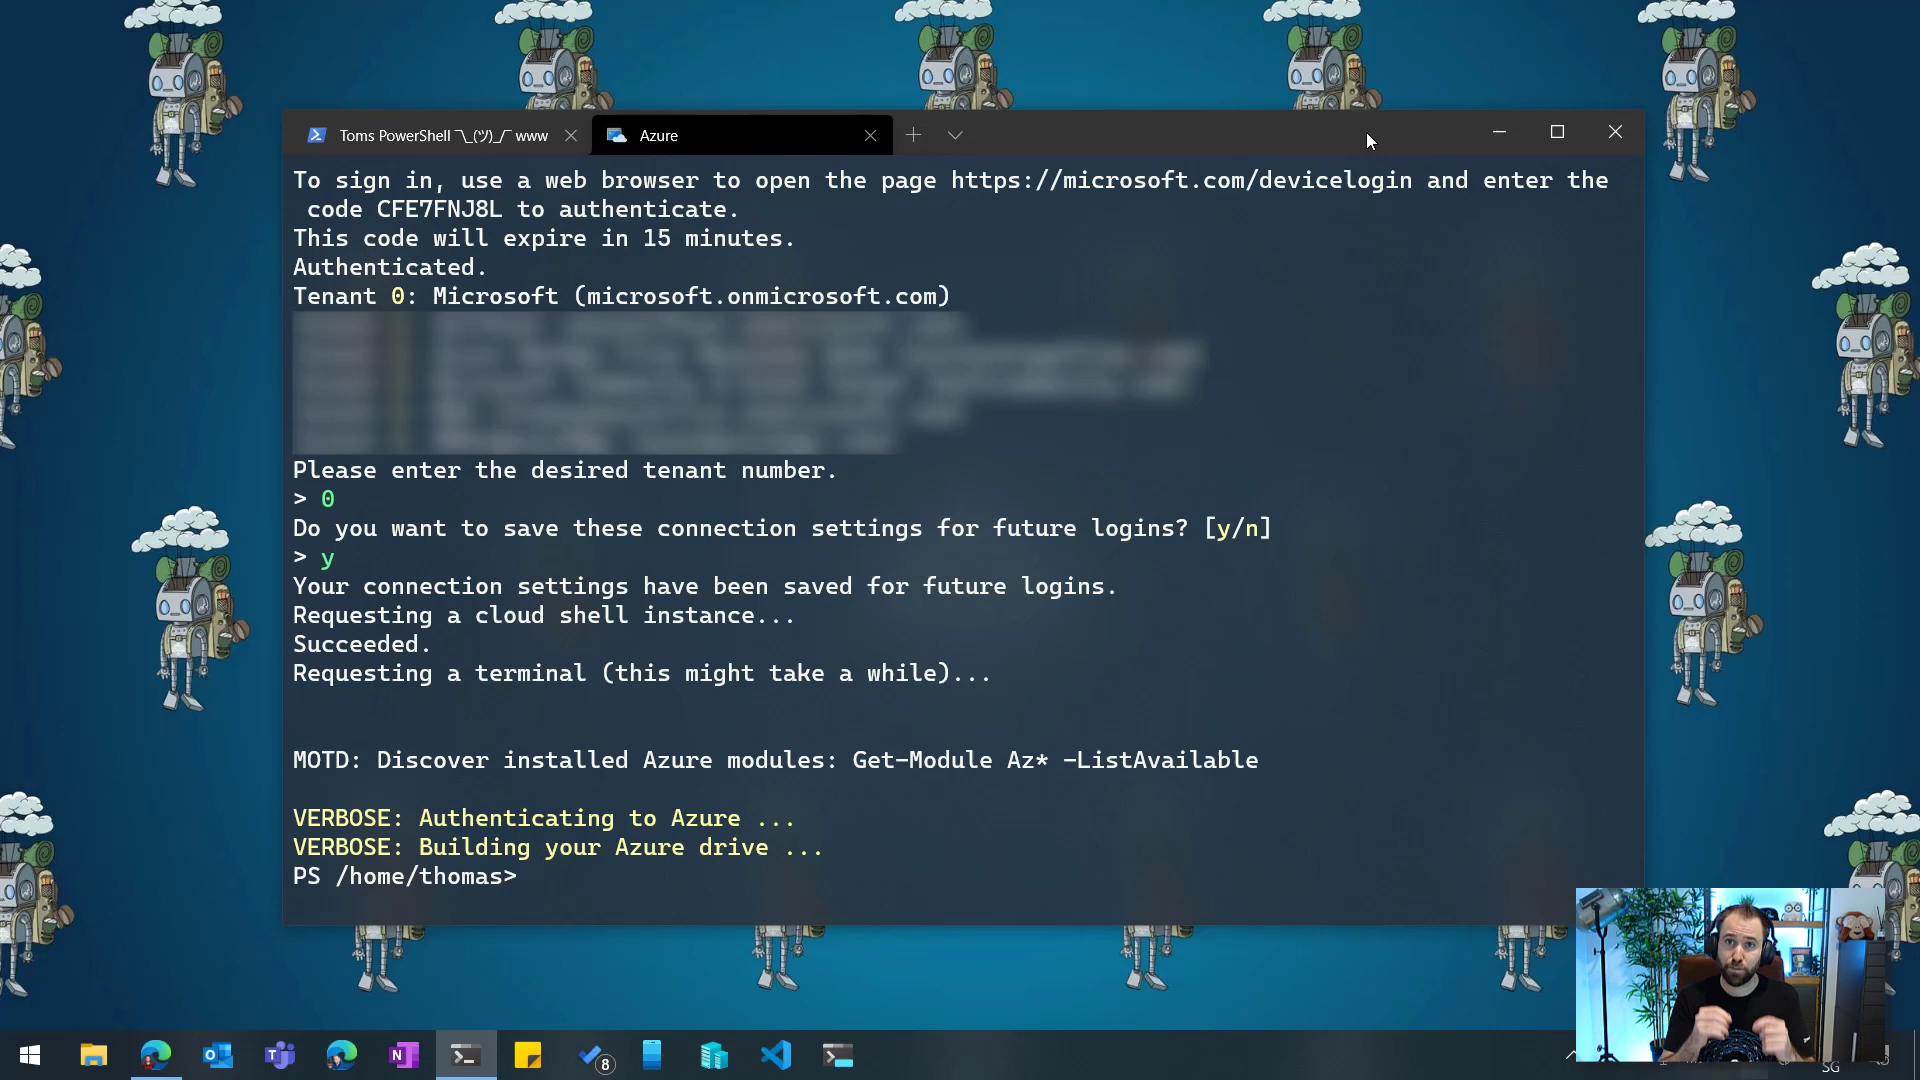 Toms PowerShell ¯\_(ツ)_/¯ www
Azure
To sign in, use a web browser to open the page https://microsoft.com/devicelogin and enter the
code CFE7FNJ8L to authenticate.
This code will expire in 15 minutes.
Authenticated.
Tenant 0: Microsoft (microsoft.onmicrosoft.com)
Please enter the desired tenant number.
> 0
Do you want to save these connection settings for future logins? [y/n]
> y
Your connection settings have been saved for future logins.
Requesting a cloud shell instance...
Succeeded.
Requesting a terminal (this might take a while)...
MOTD: Discover installed Azure modules: Get-Module Az* -ListAvailable
VERBOSE: Authenticating to Azure ...
VERBOSE: Building your Azure drive ...
PS /home/thomas>
8
SG